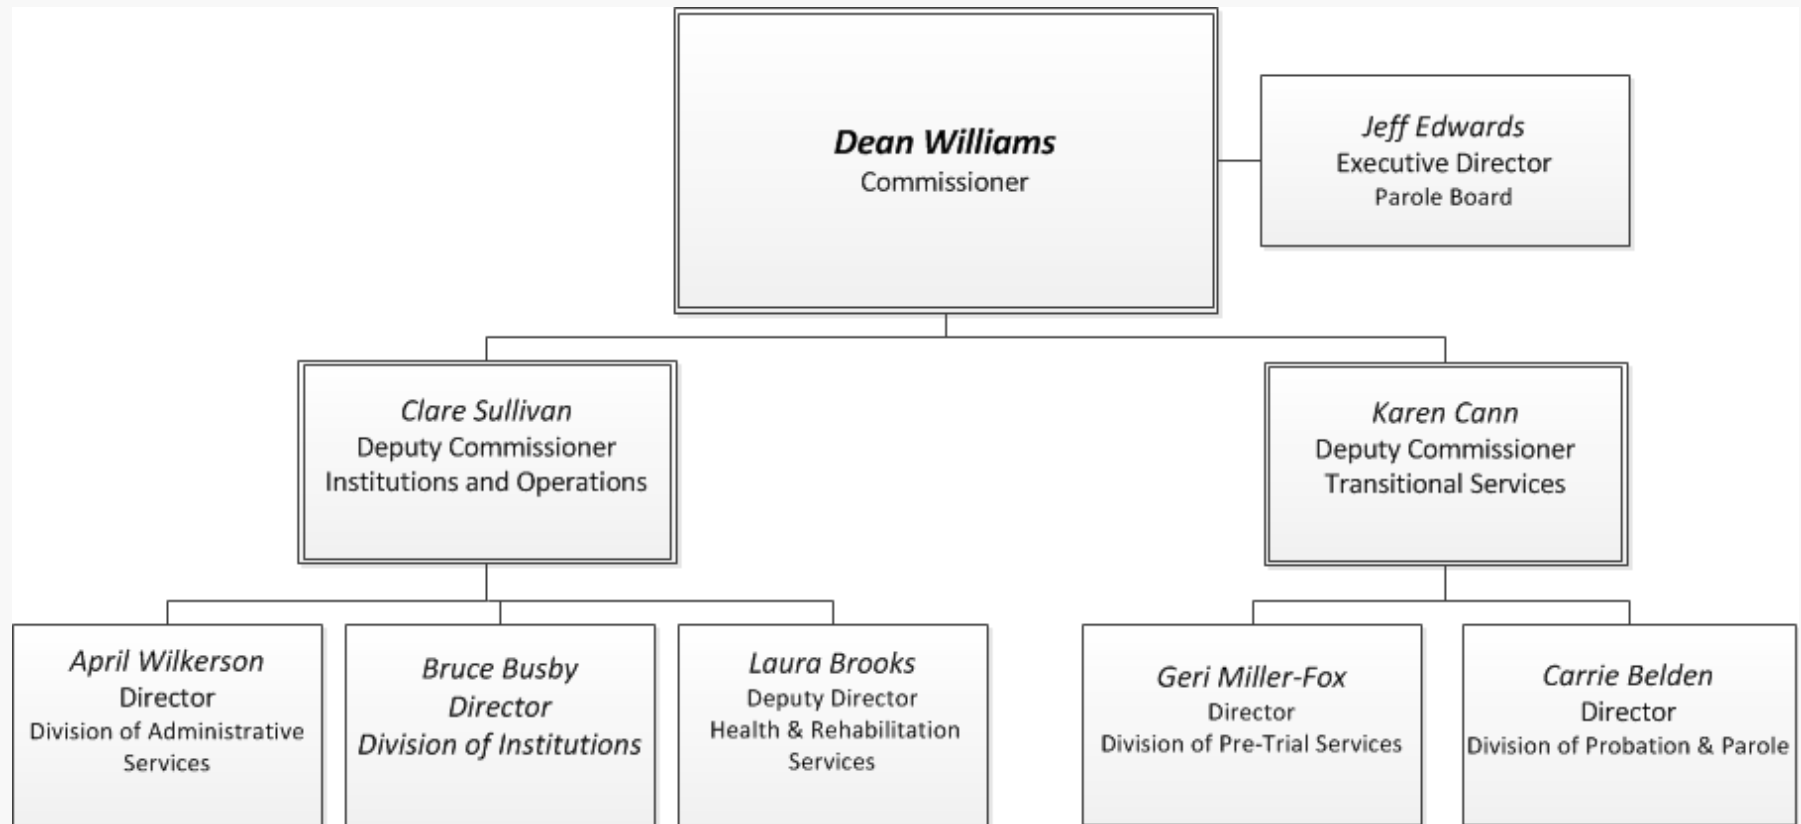 Dean Williams
Commissioner
Jeff Edwards
Executive Director
Parole Board
Clare Sullivan
Deputy Commissioner
Institutions and Operations
Karen Cann
Deputy Commissioner
Transitional Services
April Wilkerson
Director
Division of Administrative
Services
Bruce Busby
Director
Division of Institutions
Laura Brooks
Deputy Director
Health & Rehabilitation
Services
Geri Miller-Fox
Director
Division of Pre-Trial Services
Carrie Belden
Director
Division of Probation & Parole